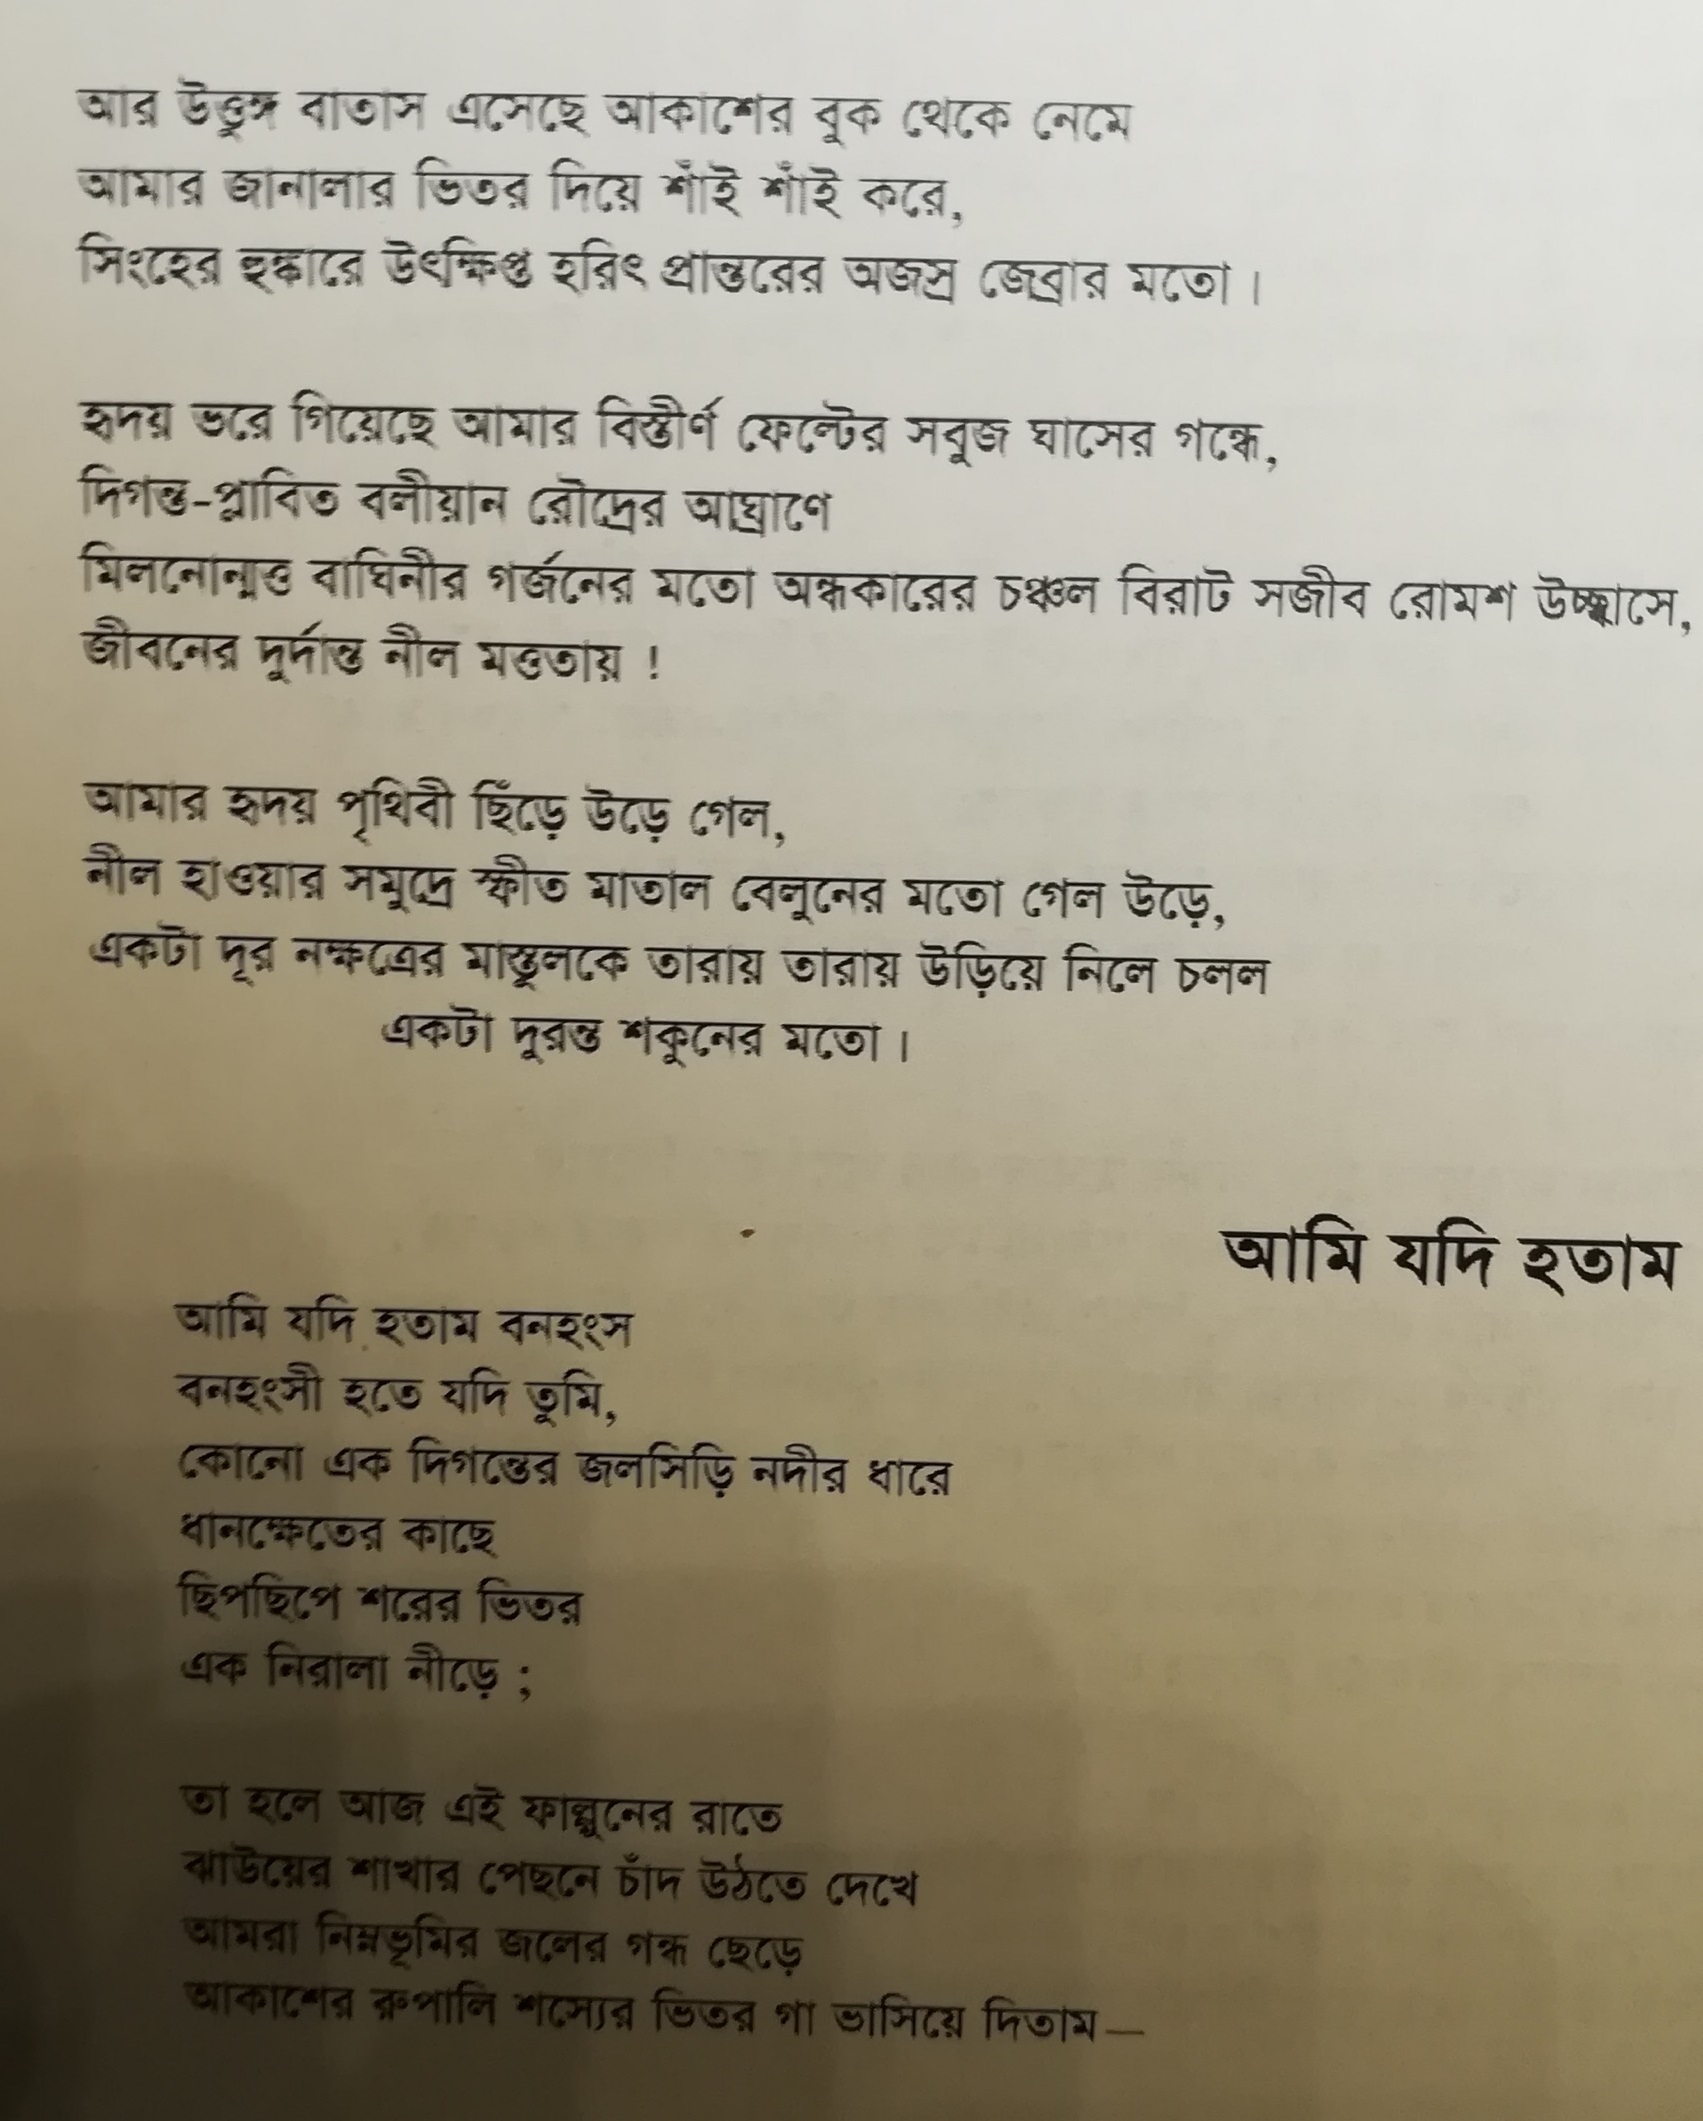 আর উত্তুঙ্গ বাতাস এসেছে আকাশের বুক থেকে নেমে
আমার জানালার ভিতর দিয়ে শাঁই শাঁই করে,
সিংহের হুঙ্কারে উৎক্ষিপ্ত হরিৎ প্রান্তরের অজস্র জেব্রার মতো।
হৃদয় ভরে গিয়েছে আমার বিস্তীর্ণ ফেল্টের সবুজ ঘাসের গন্ধে,
দিগন্ত-প্লাবিত বলীয়ান রৌদ্রের আঘ্রাণে
মিলনোন্মত্ত বাঘিনীর গর্জনের মতো অন্ধকারের চঞ্চল বিরাট সজীব রোমশ উচ্ছ্বাসে,
জীবনের দুর্দান্ত নীল মত্ততায় !
আমার হৃদয় পৃথিবী ছিঁড়ে উড়ে গেল,
নীল হাওয়ার সমুদ্রে স্ফীত মাতাল বেলুনের মতো গেল উড়ে,
একটা দূর নক্ষত্রের মাস্তুলকে তারায় তারায় উড়িয়ে নিলে চলল
একটা দুরন্ত শকুনের মতো।
আমি যদি হতাম
আমি যদি হতাম বনহংস
বনহংসী হতে যদি তুমি,
কোনো এক দিগন্তের জলসিড়ি নদীর ধারে
ধানক্ষেতের কাছে
ছিপছিপে শরের ভিতর
এক নিরালা নীড়ে ;
তা হলে আজ এই ফাল্গুনের রাতে
ঝাউয়ের শাখার পেছনে চাঁদ উঠতে দেখে
আমরা নিম্নভূমির জলের গন্ধ ছেড়ে
আকাশের রুপালি শস্যের ভিতর গা ভাসিয়ে দিতাম—